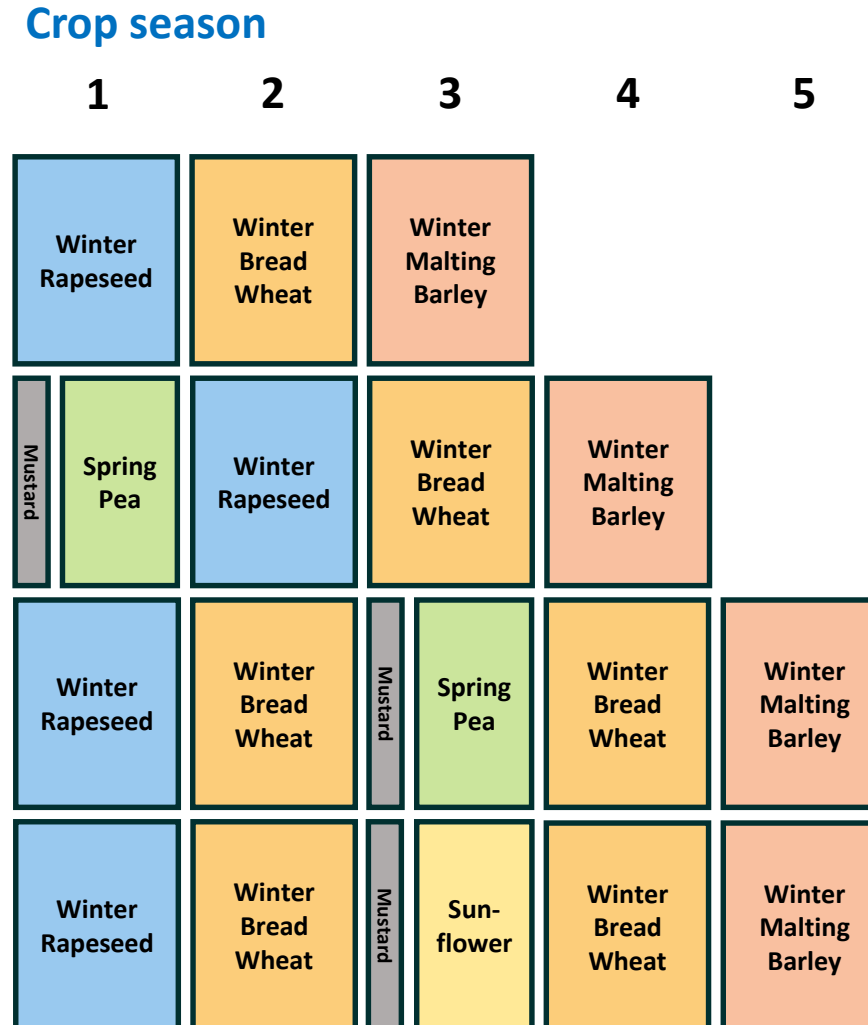 Crop season
1 2 3 4 5
Winter
Rapeseed
Winter
Bread
Wheat
Winter
Malting
Barley
Mustard
Spring
Pea
Winter
Rapeseed
Winter
Bread
Wheat
Winter
Malting
Barley
Winter
Rapeseed
Winter
Bread
Wheat
Mustard
Spring
Pea
Winter
Bread
Wheat
Winter
Malting
Barley
Winter
Rapeseed
Winter
Bread
Wheat
Mustard
Sun-
flower
Winter
Bread
Wheat
Winter
Malting
Barley